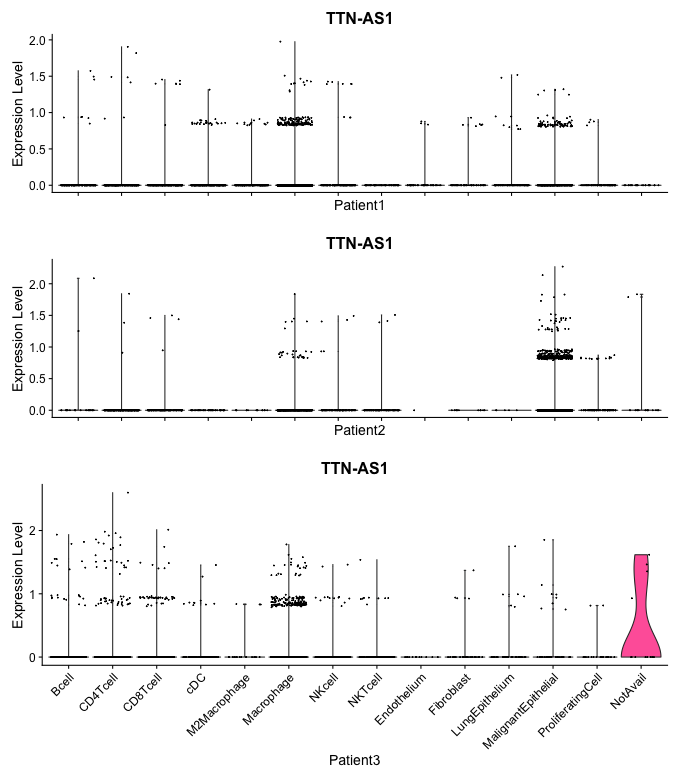 TTN-AS1
Expression Level
2.0
1.5
1.0
0.5
0.0
Patient1
TTN-AS1
Expression Level
2.0
1.5
1.0
0.5
0.0
Patient2
TTN-AS1
Expression Level
2
1
0
Bcell
CD4Tcell
CD8Tcell
cDC
M2Macrophage
Macrophage
NKcell
NKTcell
Endothelium
Fibroblast
LungEpithelium
MalignantEpithelial
ProliferatingCell
NotAvail
Patient3